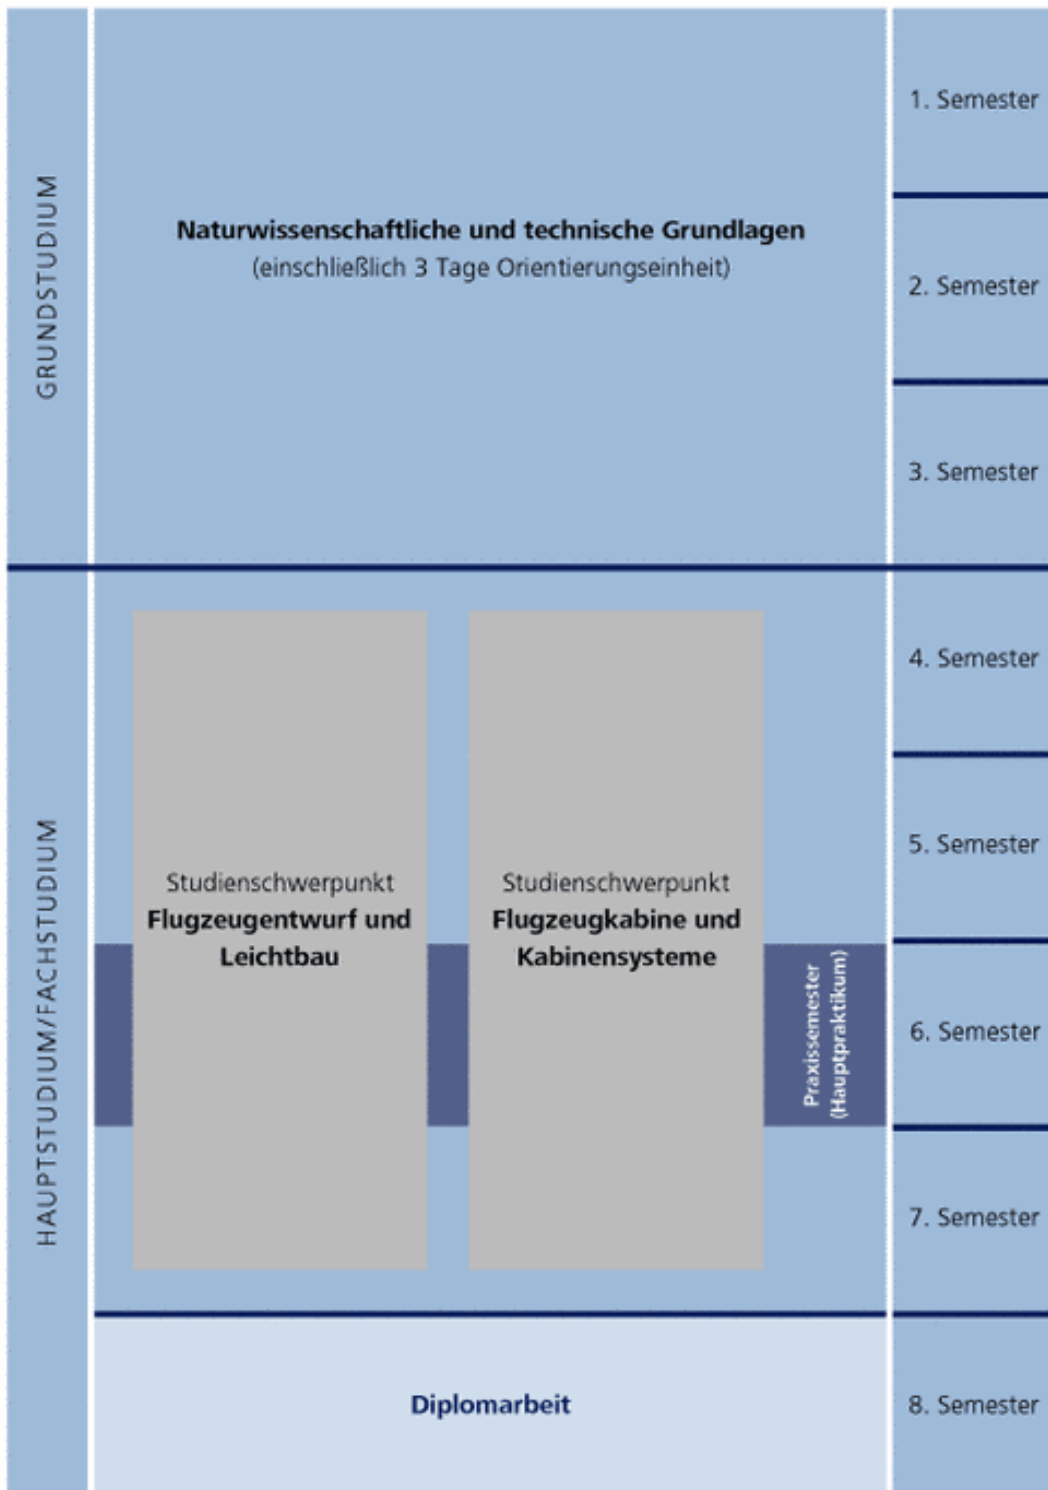 GRUNDSTUDIUM
Naturwissenschaftliche und technische Grundlagen
(einschließlich 3 Tage Orientierungseinheit)
1. Semester
2. Semester
3. Semester
HAUPTSTUDIUM/FACHSTUDIUM
Studienschwerpunkt
Flugzeugentwurf und
Leichtbau
Studienschwerpunkt
Flugzeugkabine und
Kabinensysteme
Praxissemester
(Hauptpraktikum)
4. Semester
5. Semester
6. Semester
7. Semester
Diplomarbeit
8. Semester